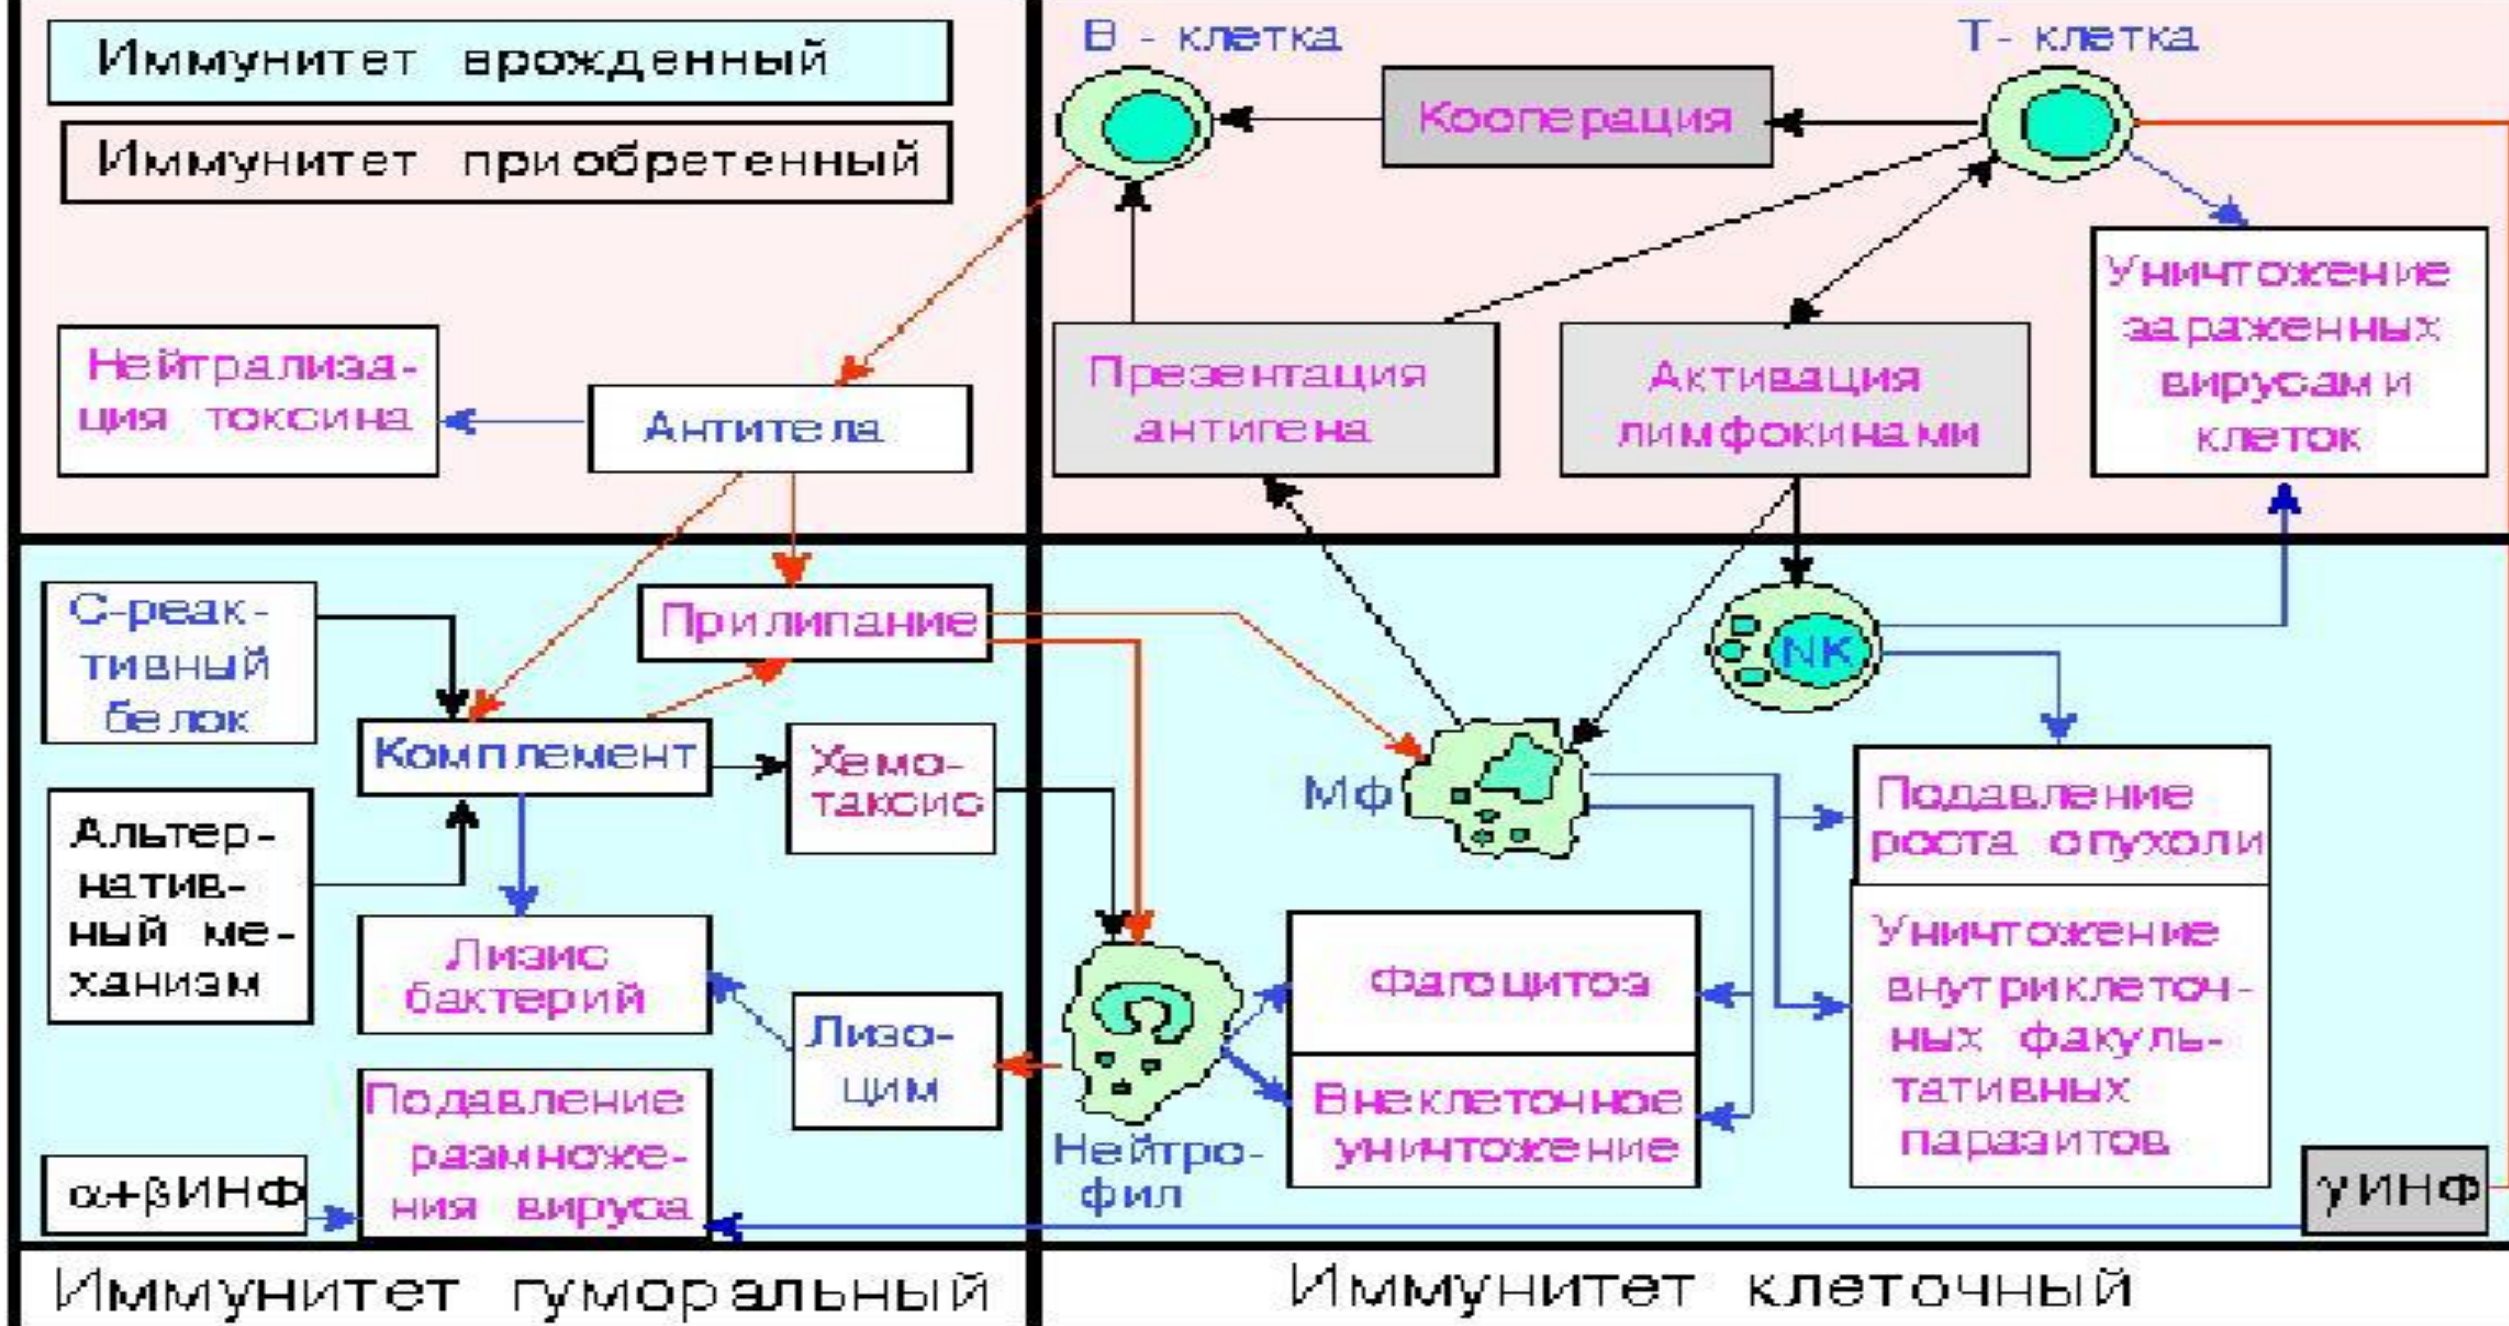 Иммунитет врожденный
Иммунитет приобретенный
В - клетка
Т- клетка
Кооперация
Нейтрализа-
ция токсина
Антитела
Презентация
антигена
Активация
лимфокинами
Уничтожение
зараженных
вирусами
клеток
С-реак-
тивный
белок
Прилипание
NK
Комплемент
Хемо-
таксис
Мф
Подавление
роста опухоли
Альтер-
натив-
ный ме-
ханизм
Лизис
бактерий
Лизо-
цим
Фагоцитоз
Внеклеточное
уничтожение
Уничтожение
внутриклеточ-
ных факуль-
тативных
паразитов
Подавление
размноже-
ния вируса
α+βИНФ
Нейтро-
фил
γИНФ
Иммунитет гуморальный
Иммунитет клеточный